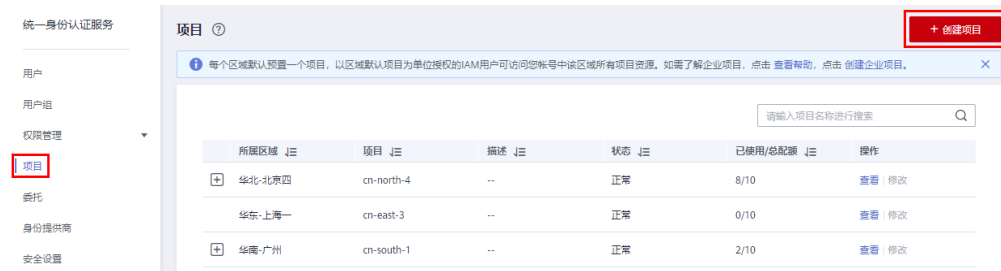 统一身份认证服务
用户
用户组
权限管理
项目
委托
身份提供商
安全设置
项目
+ 创建项目
每个区域默认预置一个项目，以区域默认项目为单位授权的IAM用户可访问您帐号中该区域所有项目资源。如需了解企业项目，点击 查看帮助，点击 创建企业项目。
请输入项目名称进行搜索
所属区域 项目 描述 状态 已使用/总配额 操作
华北-北京四 cn-north-4 -- 正常 8/10 查看 | 修改
华东-上海一 cn-east-3 -- 正常 0/10 查看 | 修改
华南-广州 cn-south-1 -- 正常 2/10 查看 | 修改